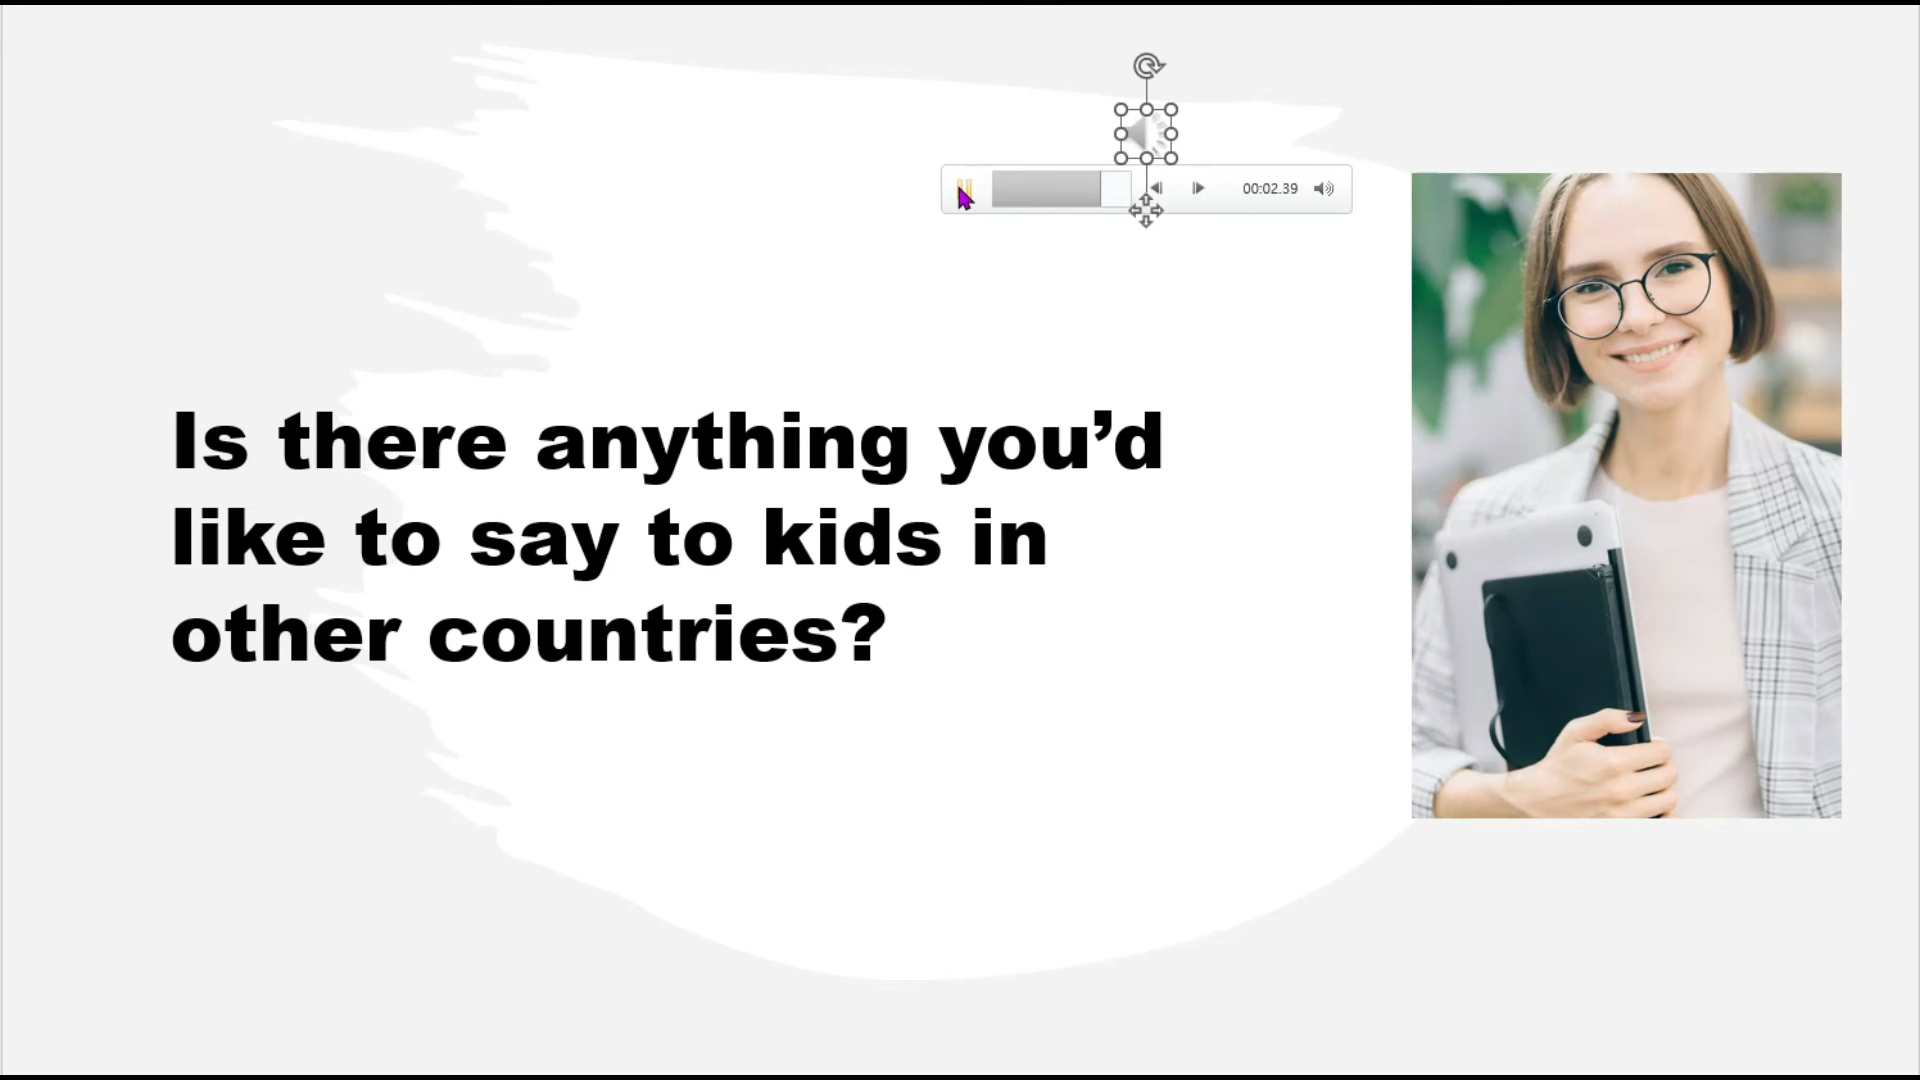 00:02.39
Is there anything you’d
like to say to kids in
other countries?